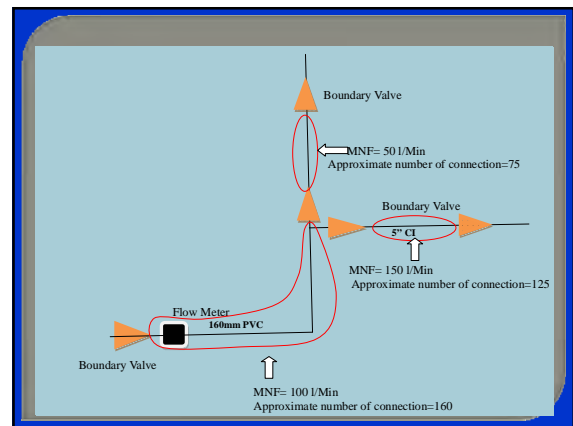 Boundary Valve
MNF= 50 l/Min
Approximate number of connection=75
Boundary Valve
5” CI
MNF= 150 l/Min
Approximate number of connection=125
Flow Meter
160mm PVC
Boundary Valve
MNF= 100 l/Min
Approximate number of connection=160